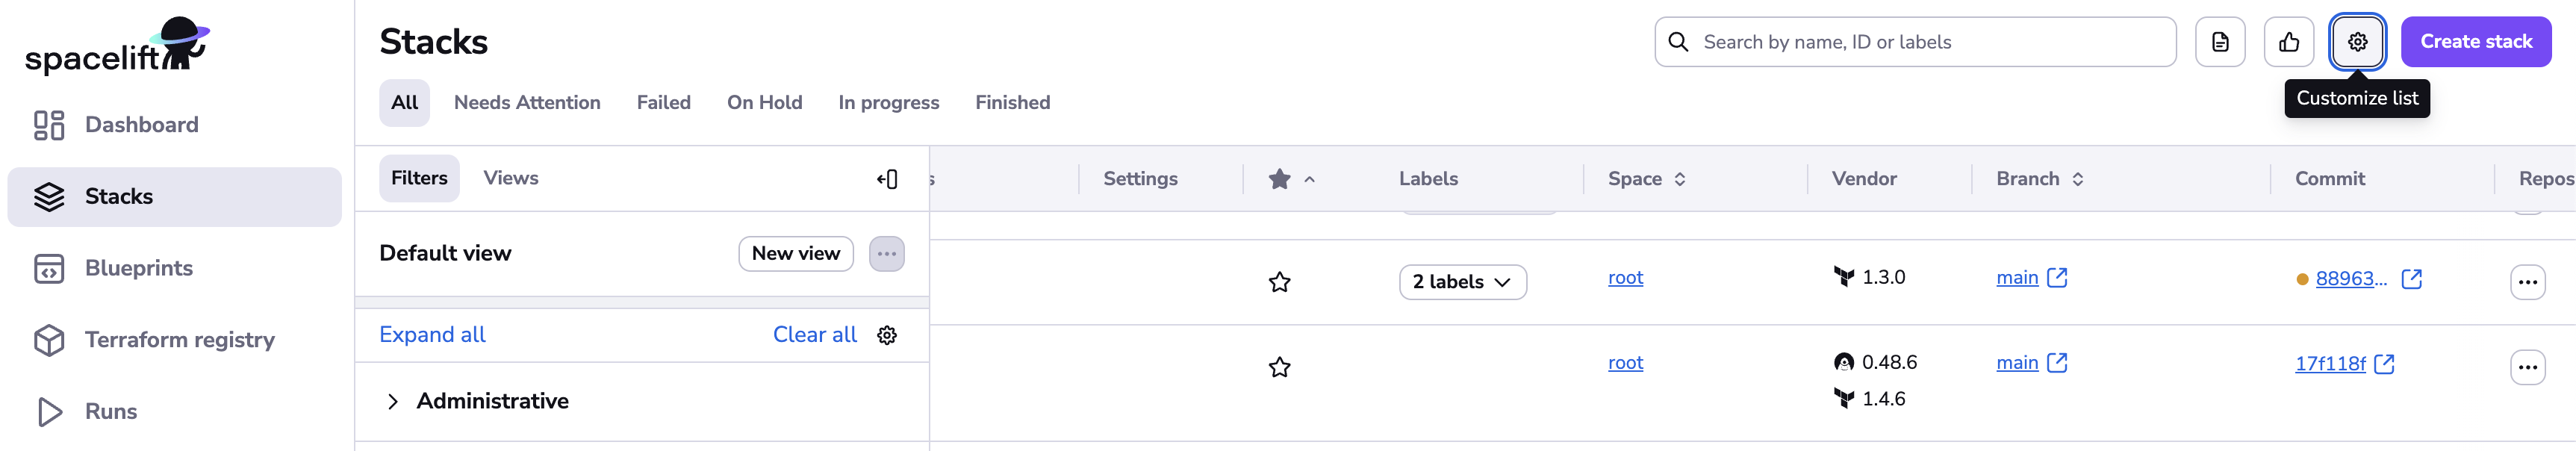 spacelift
Dashboard
Stacks
Blueprints
Terraform registry
Runs
Stacks
Search by name, ID or labels
Create stack
Customize list
All Needs Attention Failed On Hold In progress Finished
Filters Views
Default view New view
Expand all Clear all
Administrative
s Settings Labels Space Vendor Branch Commit Repos
2 labels root 1.3.0 main 88963...
root 0.48.6 main 17f118f
1.4.6